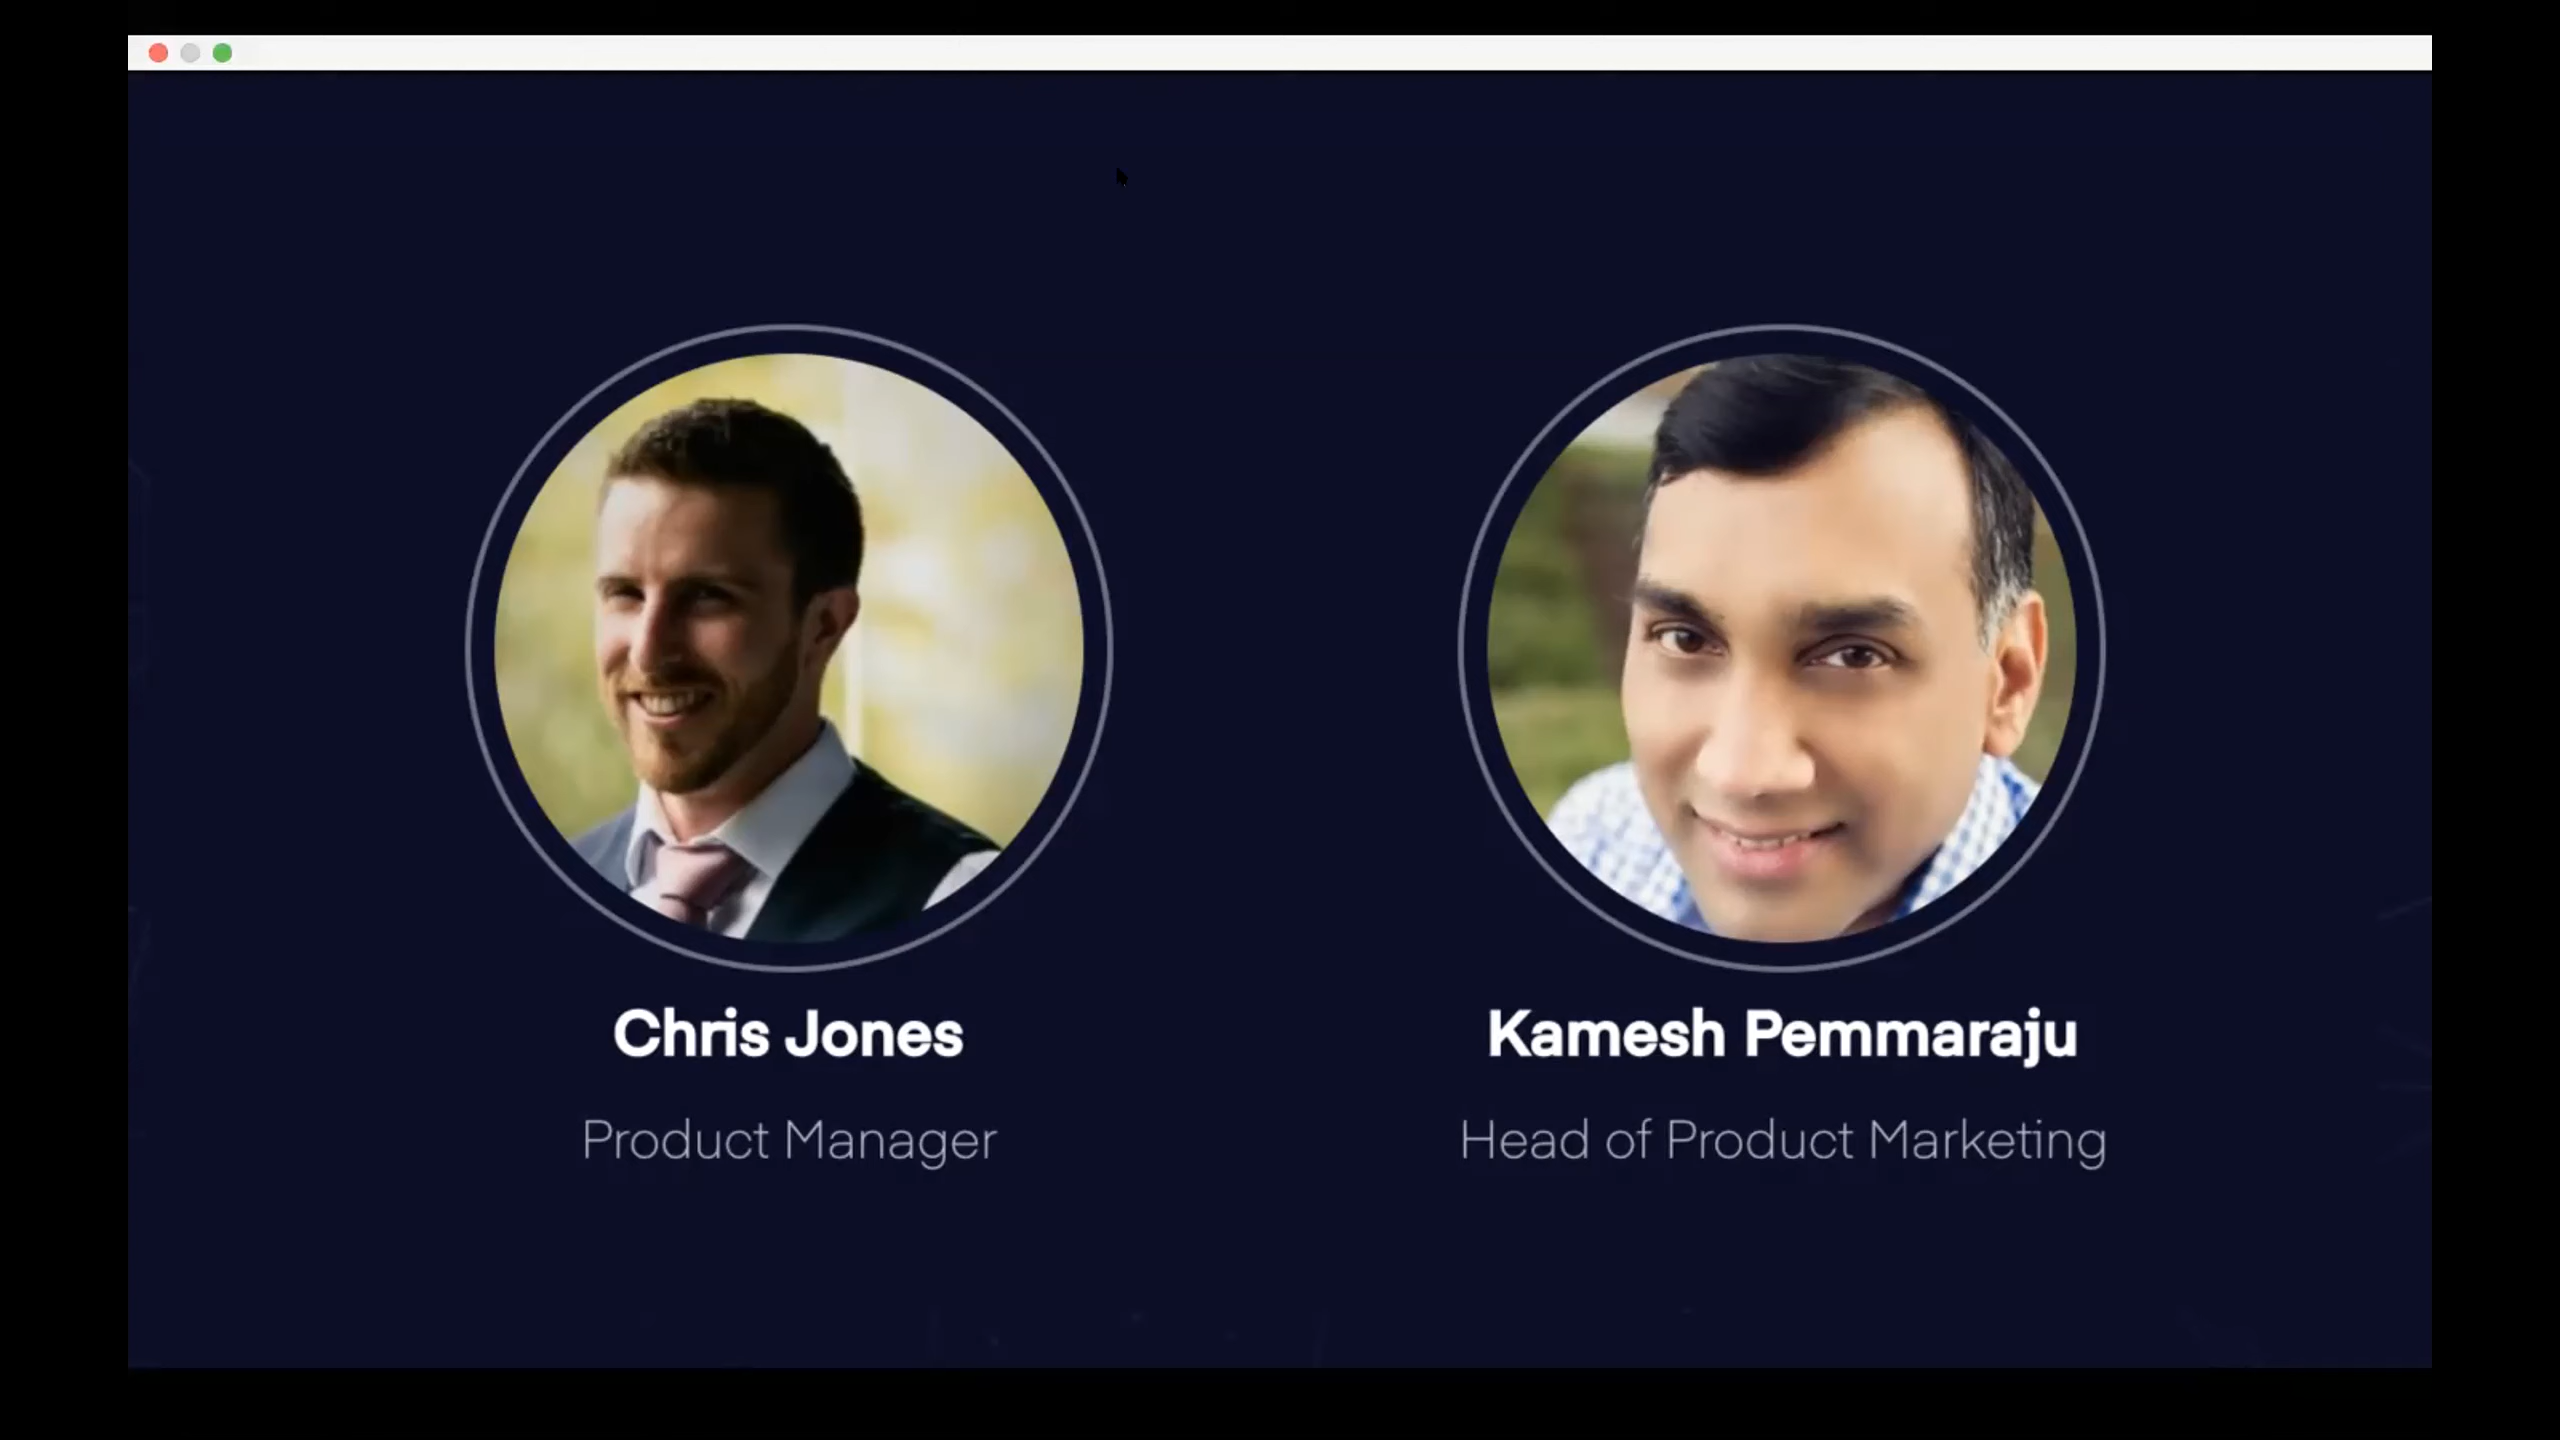 Chris Jones
Product Manager
Kamesh Pemmaraju
Head of Product Marketing